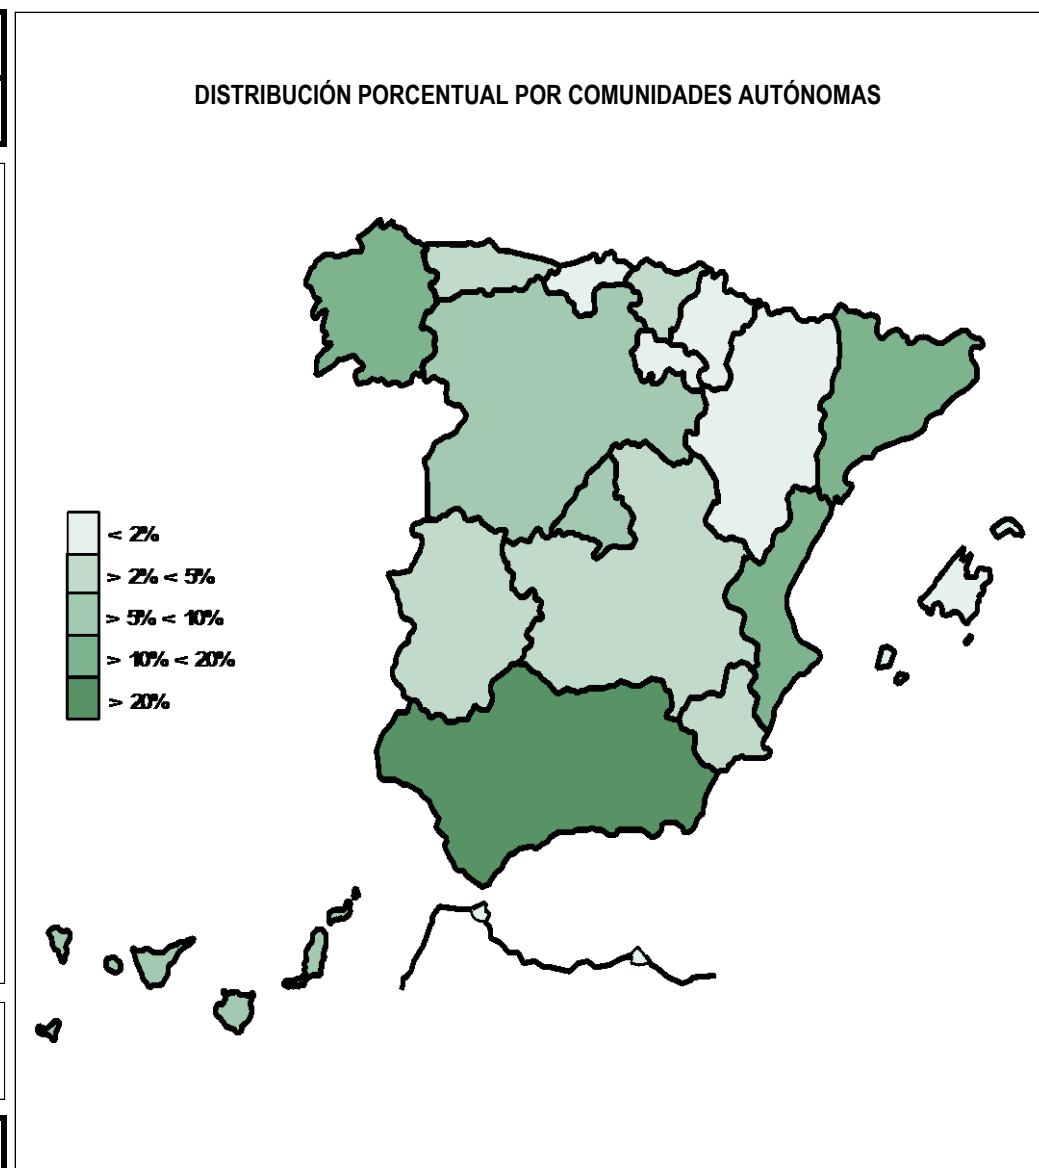 DISTRIBUCIÓN PORCENTUAL POR COMUNIDADES AUTÓNOMAS
< 2%
> 2% < 5%
> 5% < 10%
> 10% < 20%
> 20%